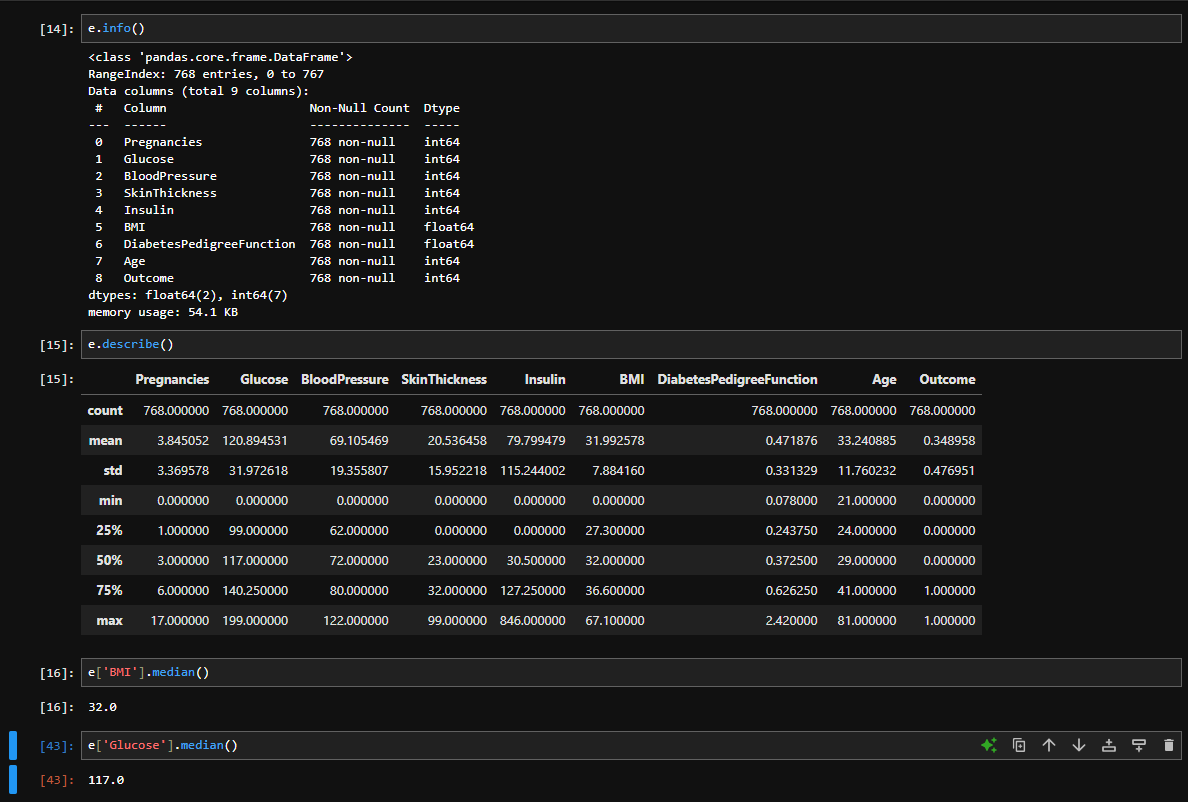 [14]: e.info()
<class 'pandas.core.frame.DataFrame'>
RangeIndex: 768 entries, 0 to 767
Data columns (total 9 columns):
 #   Column                    Non-Null Count  Dtype
---  ------                    --------------  -----
 0   Pregnancies               768 non-null    int64
 1   Glucose                   768 non-null    int64
 2   BloodPressure             768 non-null    int64
 3   SkinThickness             768 non-null    int64
 4   Insulin                   768 non-null    int64
 5   BMI                       768 non-null    float64
 6   DiabetesPedigreeFunction  768 non-null    float64
 7   Age                       768 non-null    int64
 8   Outcome                   768 non-null    int64
dtypes: float64(2), int64(7)
memory usage: 54.1 KB
[15]: e.describe()
[15]: Pregnancies Glucose BloodPressure SkinThickness Insulin BMI DiabetesPedigreeFunction Age Outcome
count 768.000000 768.000000 768.000000 768.000000 768.000000 768.000000 768.000000 768.000000 768.000000
mean 3.845052 120.894531 69.105469 20.536458 79.799479 31.992578 0.471876 33.240885 0.348958
std 3.369578 31.972618 19.355807 15.952218 115.244002 7.884160 0.331329 11.760232 0.476951
min 0.000000 0.000000 0.000000 0.000000 0.000000 0.000000 0.078000 21.000000 0.000000
25% 1.000000 99.000000 62.000000 0.000000 0.000000 27.300000 0.243750 24.000000 0.000000
50% 3.000000 117.000000 72.000000 23.000000 30.500000 32.000000 0.372500 29.000000 0.000000
75% 6.000000 140.250000 80.000000 32.000000 127.250000 36.600000 0.626250 41.000000 1.000000
max 17.000000 199.000000 122.000000 99.000000 846.000000 67.100000 2.420000 81.000000 1.000000
[16]: e['BMI'].median()
[16]: 32.0
[43]: e['Glucose'].median()
[43]: 117.0